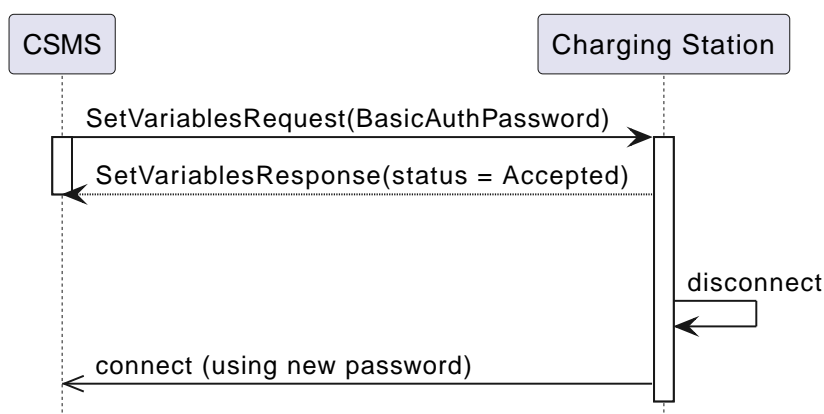 CSMS
Charging Station
SetVariablesRequest(BasicAuthPassword)
SetVariablesResponse(status = Accepted)
disconnect
connect (using new password)